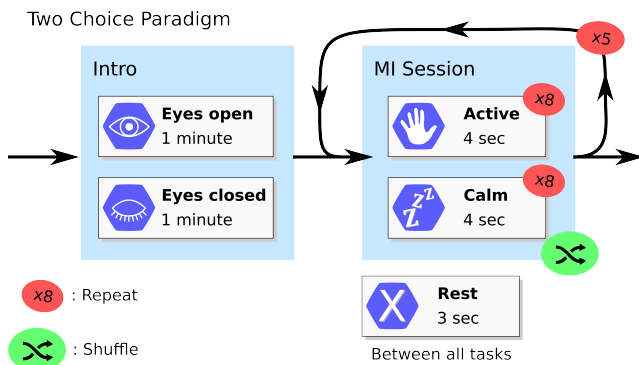 Two Choice Paradigm
x5
Intro
MI Session
Eyes open
1 minute
x8
Active
4 sec
Eyes closed
1 minute
x8
Calm
4 sec
Z Z Z
x8 : Repeat
X
Rest
3 sec
: Shuffle
Between all tasks